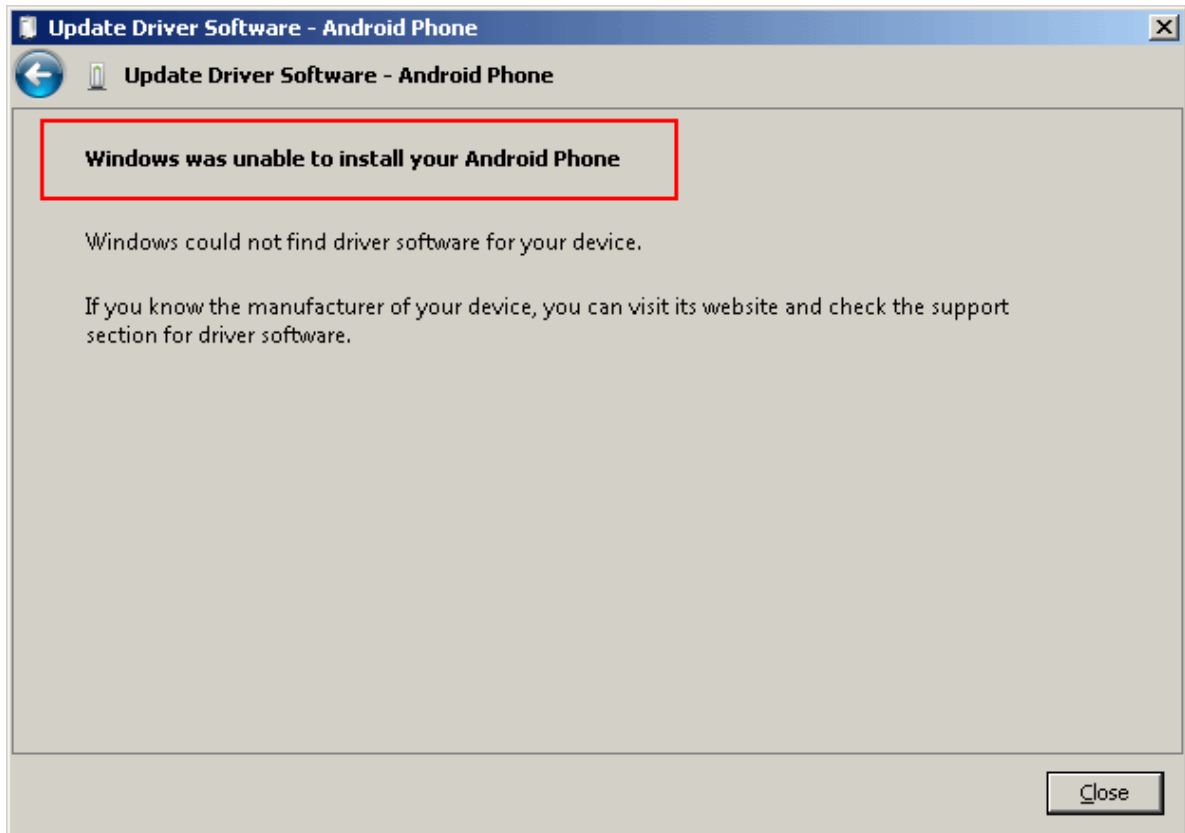 Update Driver Software - Android Phone
Update Driver Software - Android Phone
Windows was unable to install your Android Phone
Windows could not find driver software for your device.
If you know the manufacturer of your device, you can visit its website and check the support
section for driver software.
Close